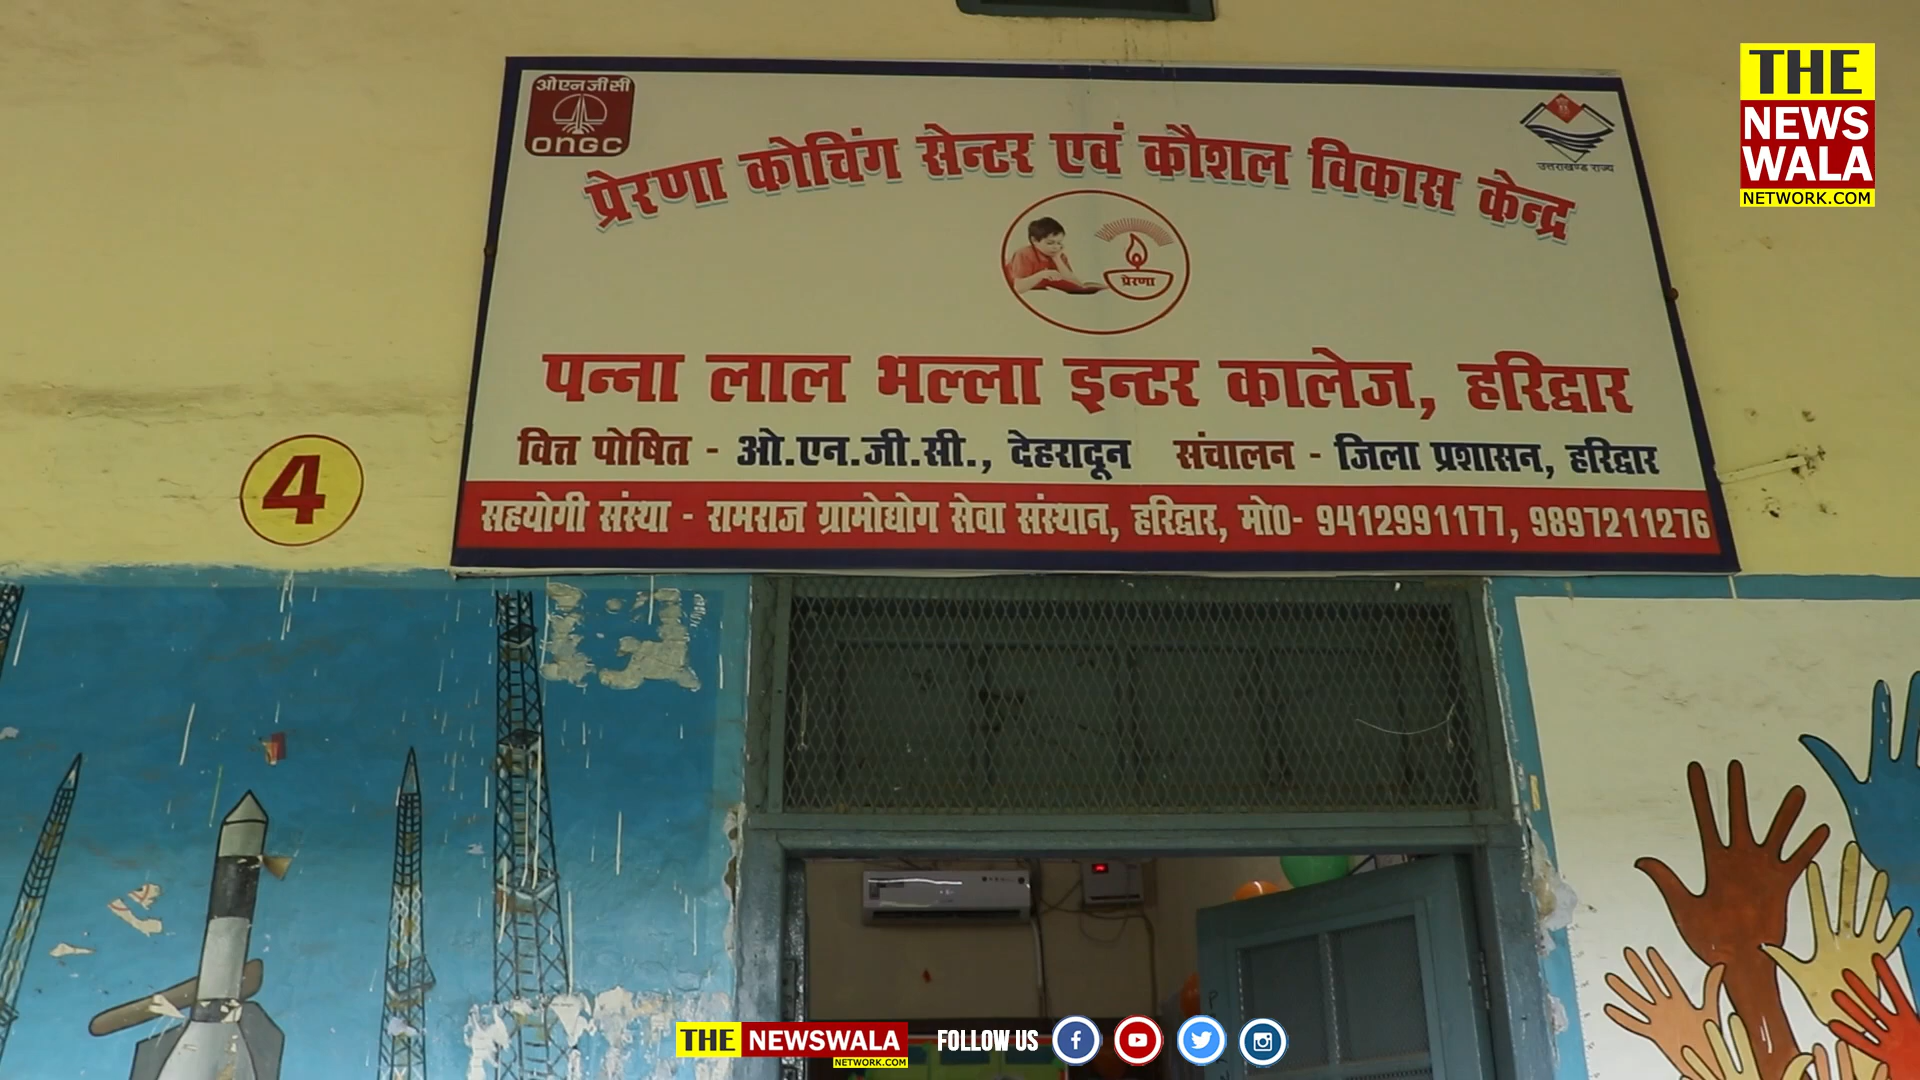 ओ एन जी सी
ONGC
उत्तराखण्ड राज्य
प्रेरणा कोचिंग सेन्टर एवं कौशल विकास केन्द्र
प्रेरणा
पन्ना लाल भल्ला इन्टर कालेज, हरिद्वार
वित्त पोषित - ओ.एन.जी.सी., देहरादून संचालन - जिला प्रशासन, हरिद्वार
सहयोगी संस्था - रामराज ग्रामोद्योग सेवा संस्थान, हरिद्वार, मो0- 9412991177, 9897211276
4
THE
NEWS
WALA
NETWORK.COM
THE NEWSWALA
NETWORK.COM
FOLLOW US